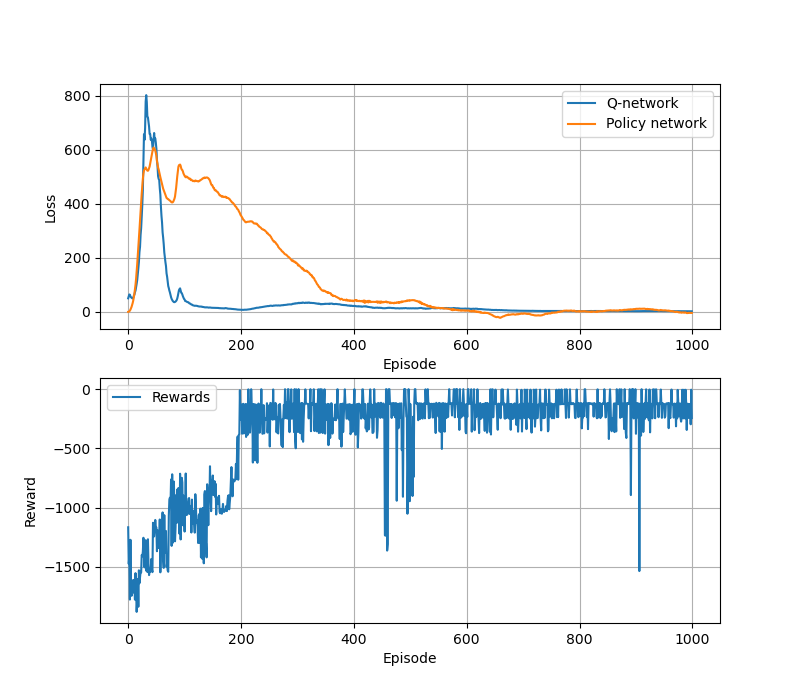 800
600
400
200
0
Loss
Q-network
Policy network
0 200 400 600 800 1000
Episode
0
−500
−1000
−1500
Reward
Rewards
0 200 400 600 800 1000
Episode